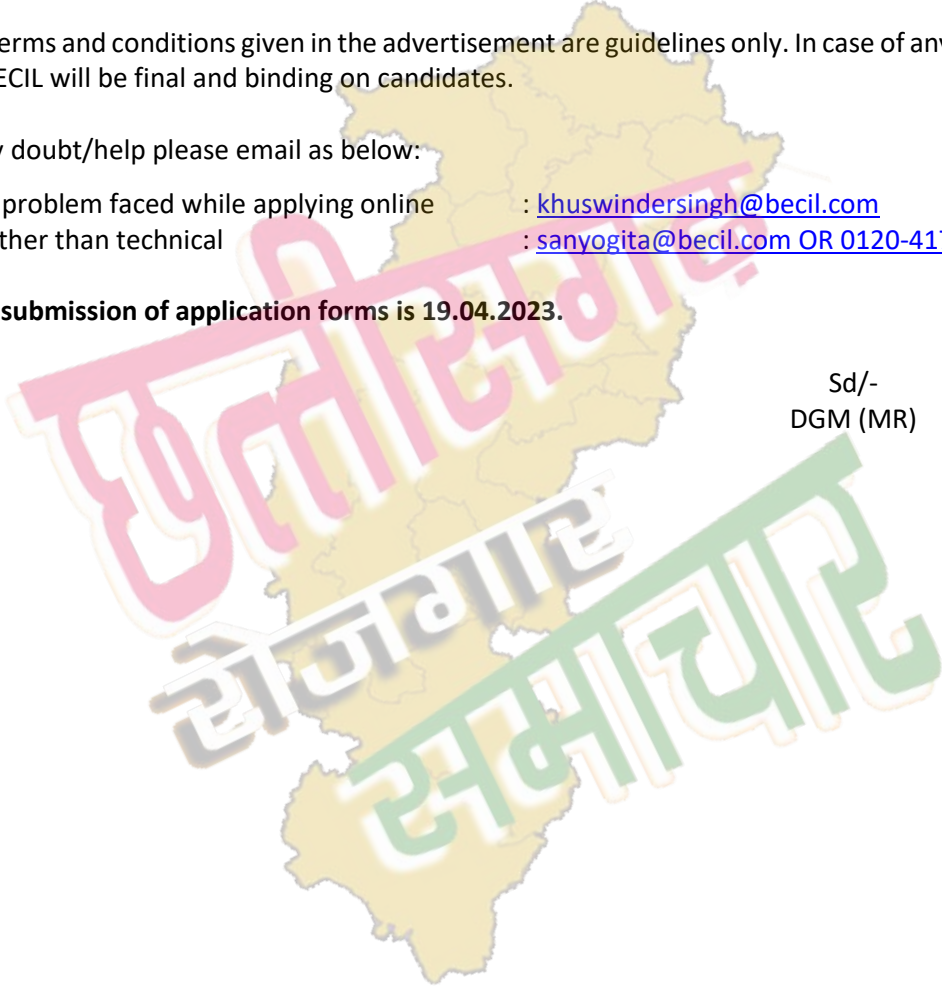 erms and conditions given in the advertisement are guidelines only. In case of any
ECIL will be final and binding on candidates.
doubt/help please email as below:
problem faced while applying online : khuswindersingh@becil.com
ther than technical : sanyogita@becil.com OR 0120-417
submission of application forms is 19.04.2023.
Sd/-
DGM (MR)
छत्तीसगढ़
रोजगार
समाचार